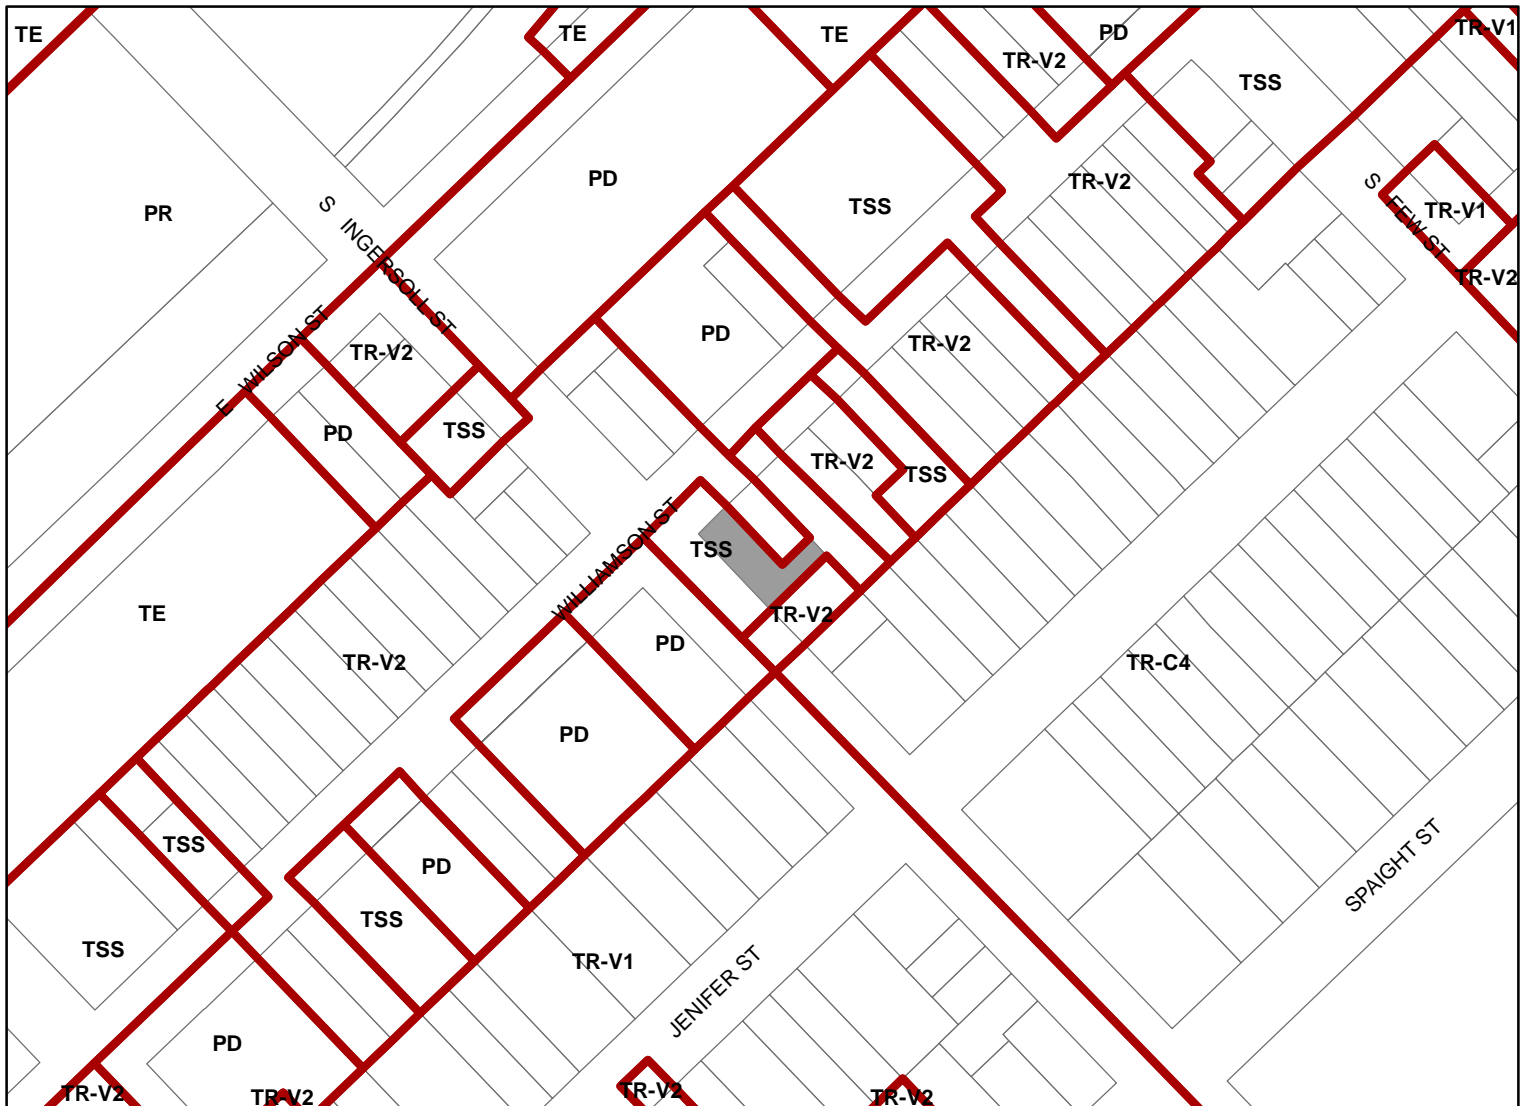 TE
TE
TE
PD
TR-V1
TR-V2
TSS
PD
TR-V2
PR
TSS
TR-V1
S INGERSOLL ST
S FEW ST
TR-V2
E WILSON ST
TR-V2
PD
TR-V2
PD
TSS
TR-V2
TSS
WILLIAMSON ST
TSS
TE
TR-V2
PD
TR-V2
TR-C4
PD
TSS
PD
SPAIGHT ST
TSS
TSS
TR-V1
JENIFER ST
PD
TR-V2
TR-V2
TR-V2
TR-V2